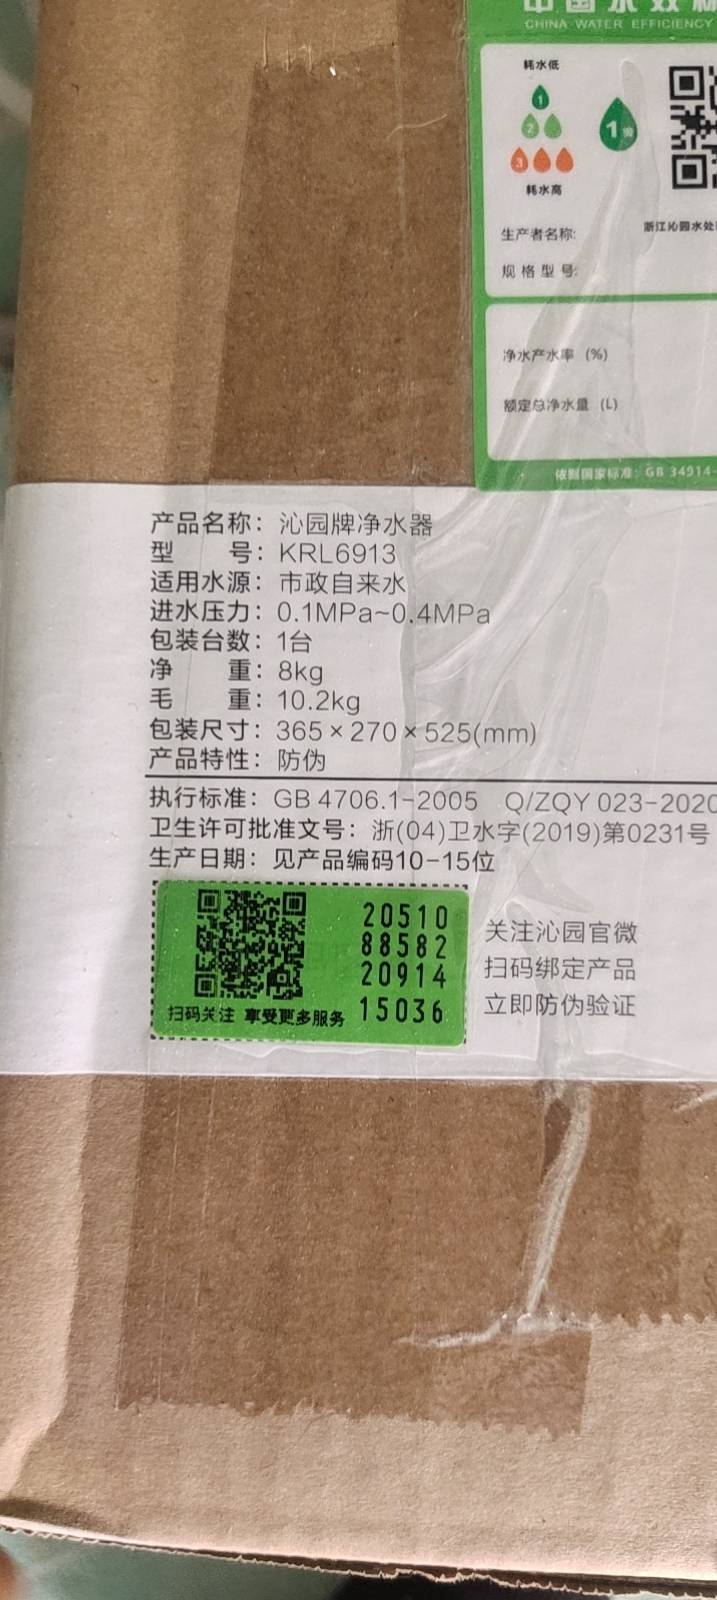 中国水效标
CHINA WATER EFFICIENCY
耗水低
1
2
3
耗水高
1级
生产者名称: 浙江沁园水处
规格型号:
净水产水率 (%)
额定总净水量 (L)
依据国家标准: GB 34914-
产品名称: 沁园牌净水器
型 号: KRL6913
适用水源: 市政自来水
进水压力: 0.1MPa~0.4MPa
包装台数: 1台
净 重: 8kg
毛 重: 10.2kg
包装尺寸: 365×270×525(mm)
产品特性: 防伪
执行标准: GB 4706.1-2005 Q/ZQY 023-2020
卫生许可批准文号: 浙(04)卫水字(2019)第0231号
生产日期: 见产品编码10-15位
20510
88582
20914
15036
扫码关注 享受更多服务
关注沁园官微
扫码绑定产品
立即防伪验证